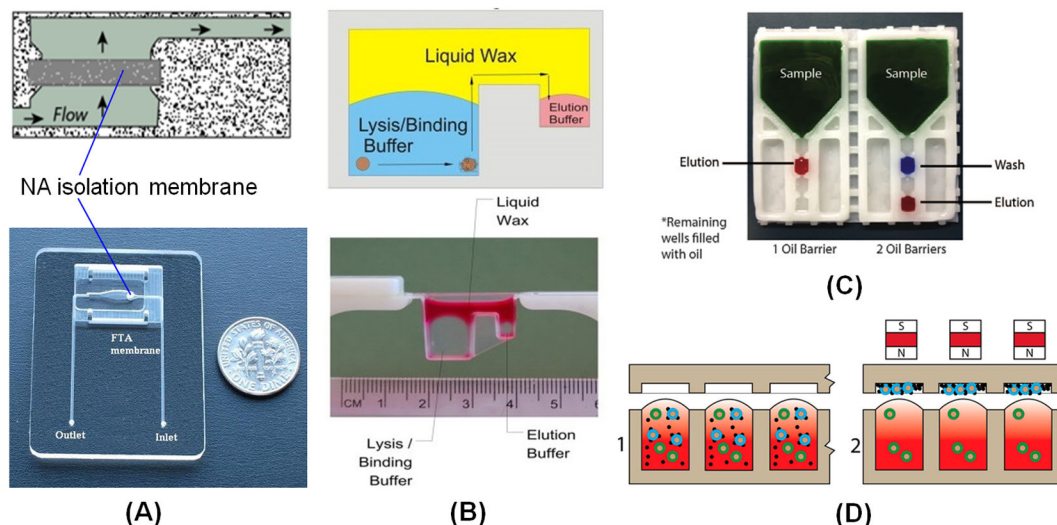 Flow
NA isolation membrane
FTA
membrane
Outlet
Inlet
ONE DIME
(A)
Liquid Wax
Lysis/Binding
Buffer
Elution
Buffer
Liquid
Wax
CM
1
2
3
4
5
6
Lysis /
Binding
Buffer
Elution
Buffer
(B)
Sample
Sample
Elution
Wash
Elution
*Remaining
wells filled
with oil
1 Oil Barrier
2 Oil Barriers
(C)
S
N
S
N
S
N
1
2
(D)